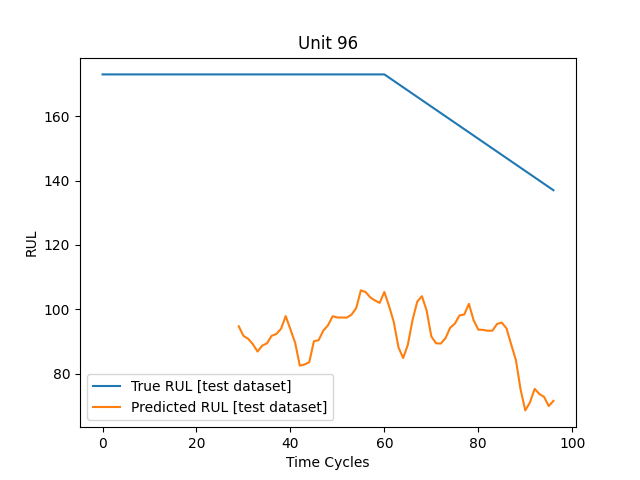 Unit 96
RUL
160
140
120
100
80
True RUL [test dataset]
Predicted RUL [test dataset]
0 20 40 60 80 100
Time Cycles